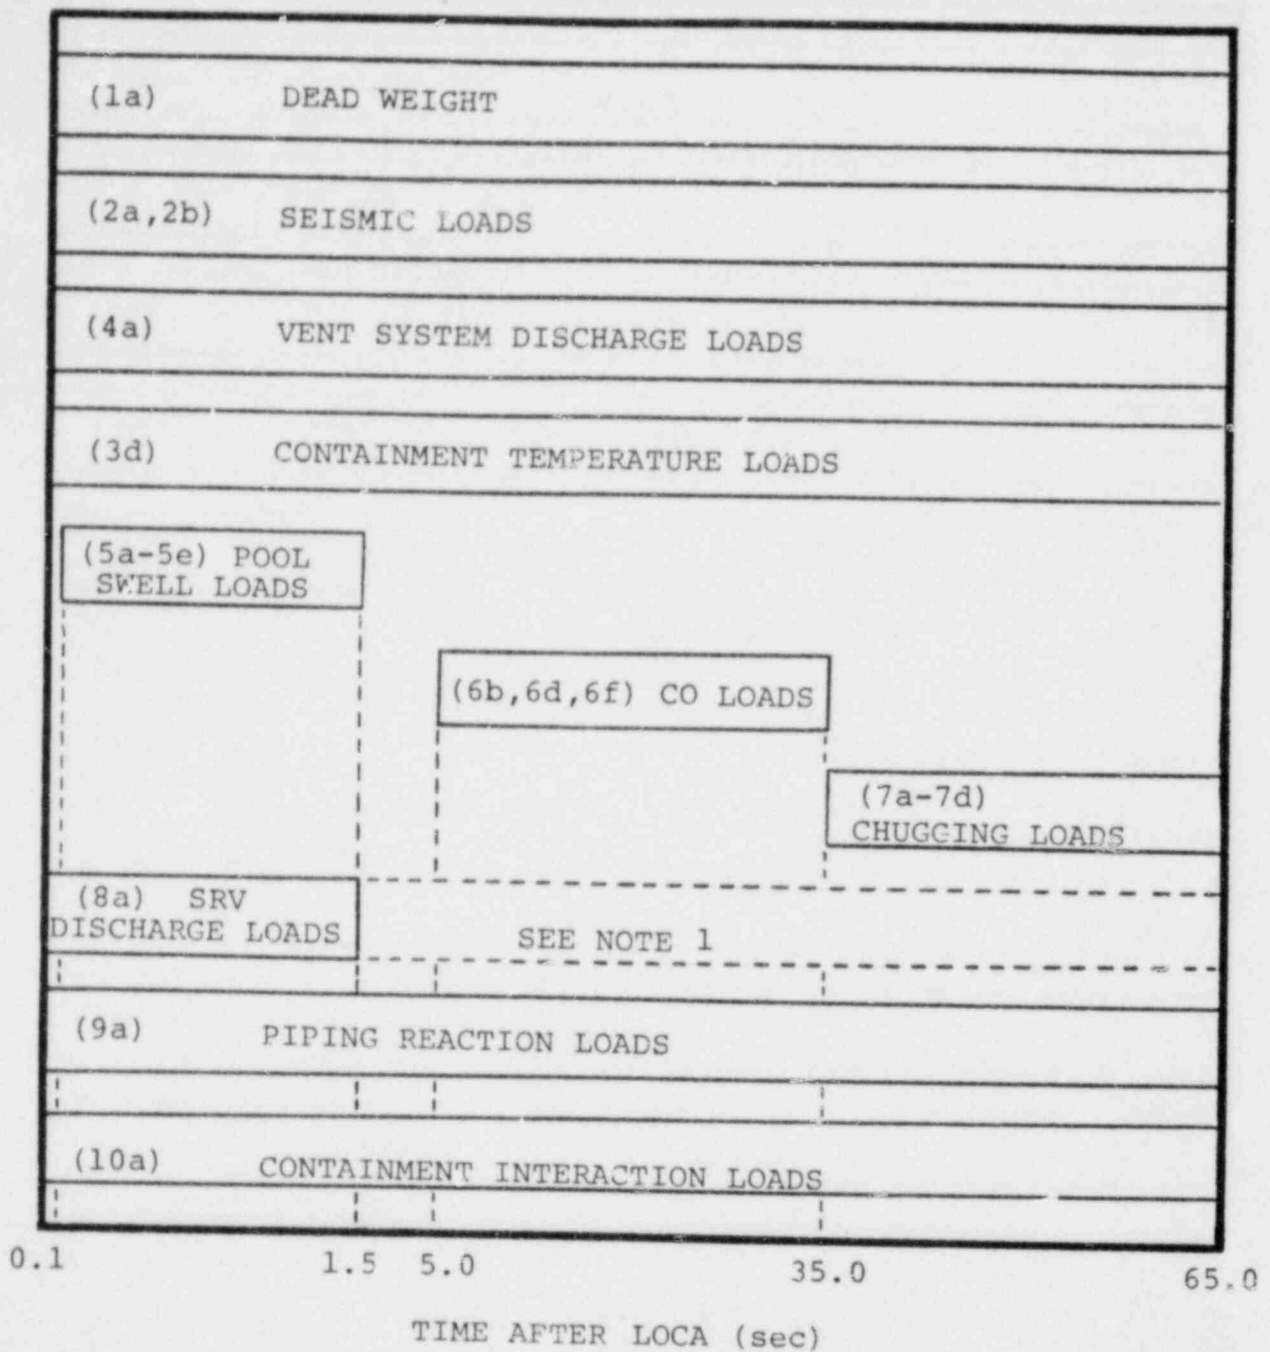 (1a) DEAD WEIGHT
(2a,2b) SEISMIC LOADS
(4a) VENT SYSTEM DISCHARGE LOADS
(3d) CONTAINMENT TEMPERATURE LOADS
(5a-5e) POOL
SWELL LOADS
(6b,6d,6f) CO LOADS
(7a-7d)
CHUGGING LOADS
(8a) SRV
DISCHARGE LOADS
SEE NOTE 1
(9a) PIPING REACTION LOADS
(10a) CONTAINMENT INTERACTION LOADS
0.1 1.5 5.0 35.0 65.0
TIME AFTER LOCA (sec)